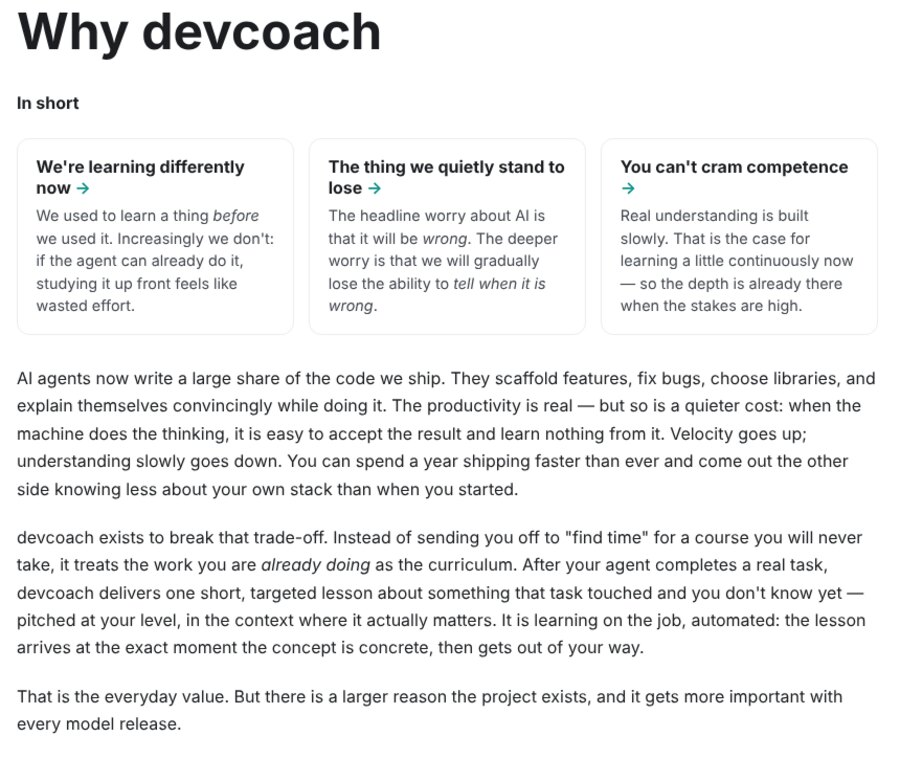 Why devcoach
In short
We're learning differently
now →
We used to learn a thing before
we used it. Increasingly we don't:
if the agent can already do it,
studying it up front feels like
wasted effort.
The thing we quietly stand to
lose →
The headline worry about AI is
that it will be wrong. The deeper
worry is that we will gradually
lose the ability to tell when it is
wrong.
You can't cram competence
→
Real understanding is built
slowly. That is the case for
learning a little continuously now
— so the depth is already there
when the stakes are high.
AI agents now write a large share of the code we ship. They scaffold features, fix bugs, choose libraries, and
explain themselves convincingly while doing it. The productivity is real — but so is a quieter cost: when the
machine does the thinking, it is easy to accept the result and learn nothing from it. Velocity goes up;
understanding slowly goes down. You can spend a year shipping faster than ever and come out the other
side knowing less about your own stack than when you started.
devcoach exists to break that trade-off. Instead of sending you off to "find time" for a course you will never
take, it treats the work you are already doing as the curriculum. After your agent completes a real task,
devcoach delivers one short, targeted lesson about something that task touched and you don't know yet —
pitched at your level, in the context where it actually matters. It is learning on the job, automated: the lesson
arrives at the exact moment the concept is concrete, then gets out of your way.
That is the everyday value. But there is a larger reason the project exists, and it gets more important with
every model release.